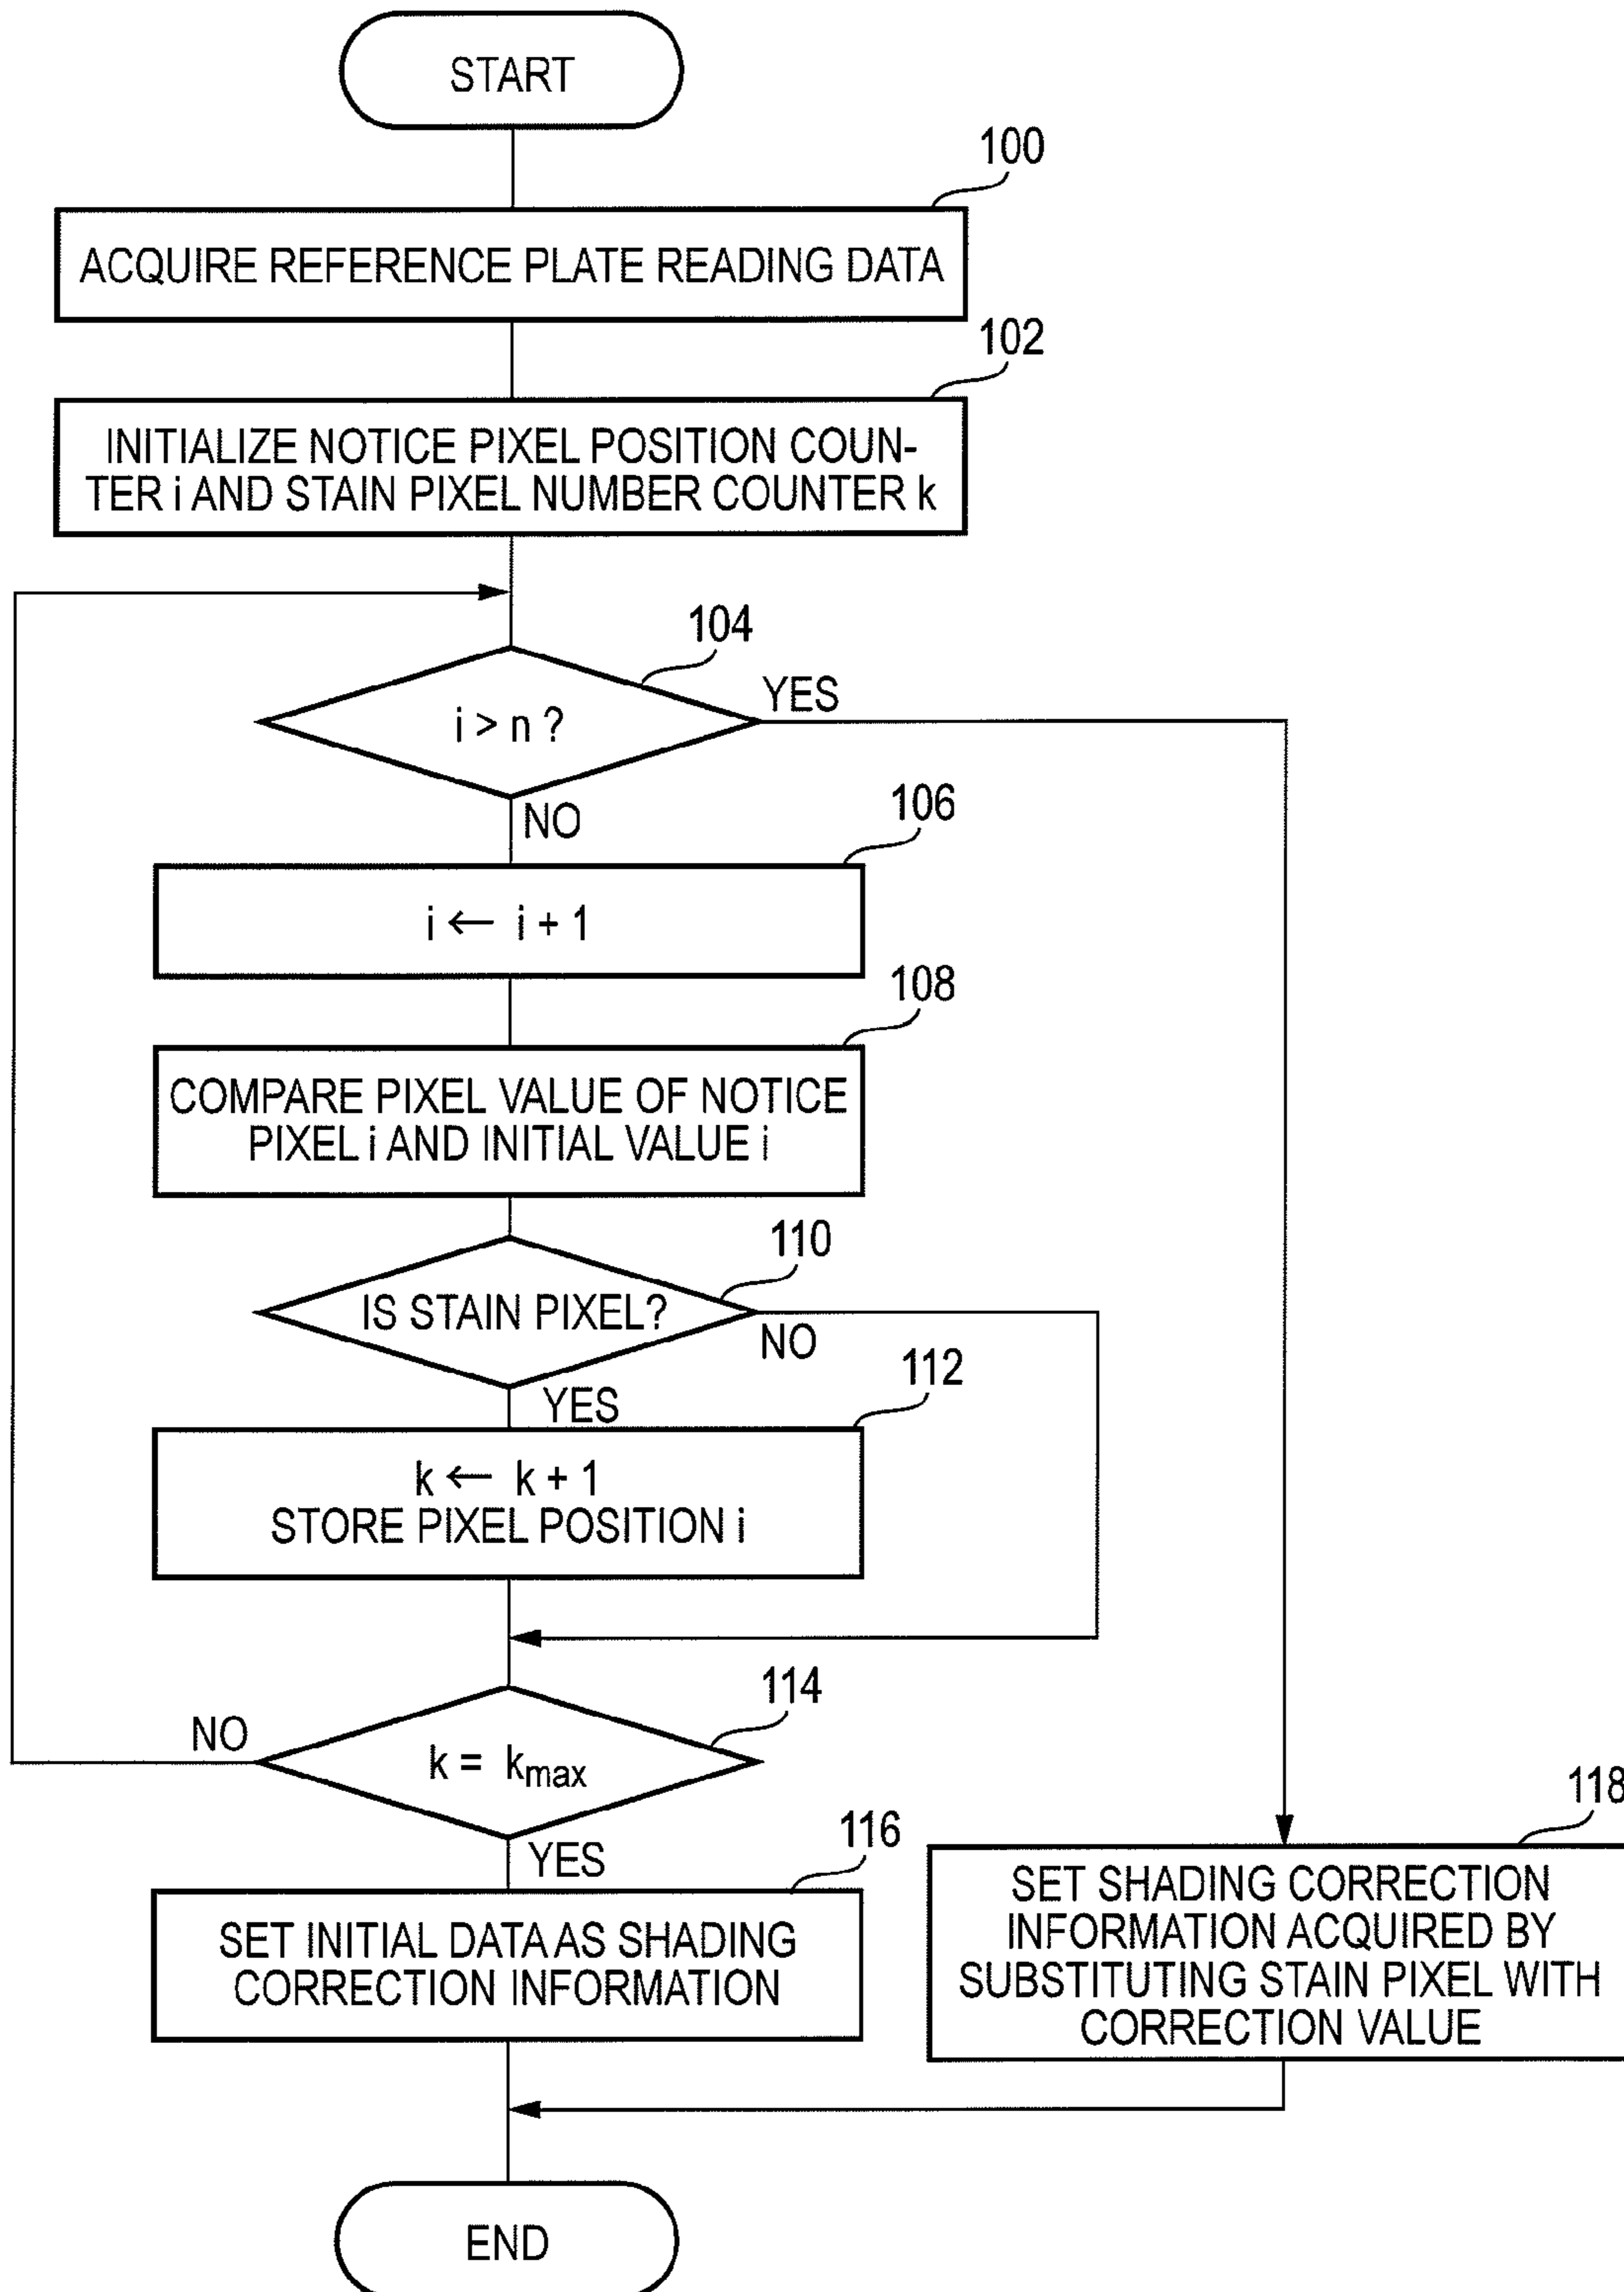 START
100
ACQUIRE REFERENCE PLATE READING DATA
102
INITIALIZE NOTICE PIXEL POSITION COUN-
TER i AND STAIN PIXEL NUMBER COUNTER k
104
i > n ?
YES
NO
106
i ← i + 1
108
COMPARE PIXEL VALUE OF NOTICE
PIXEL i AND INITIAL VALUE i
110
IS STAIN PIXEL?
NO
YES
112
k ← k + 1
STORE PIXEL POSITION i
114
k = kmax
NO
YES
116
SET INITIAL DATA AS SHADING
CORRECTION INFORMATION
118
SET SHADING CORRECTION
INFORMATION ACQUIRED BY
SUBSTITUTING STAIN PIXEL WITH
CORRECTION VALUE
END